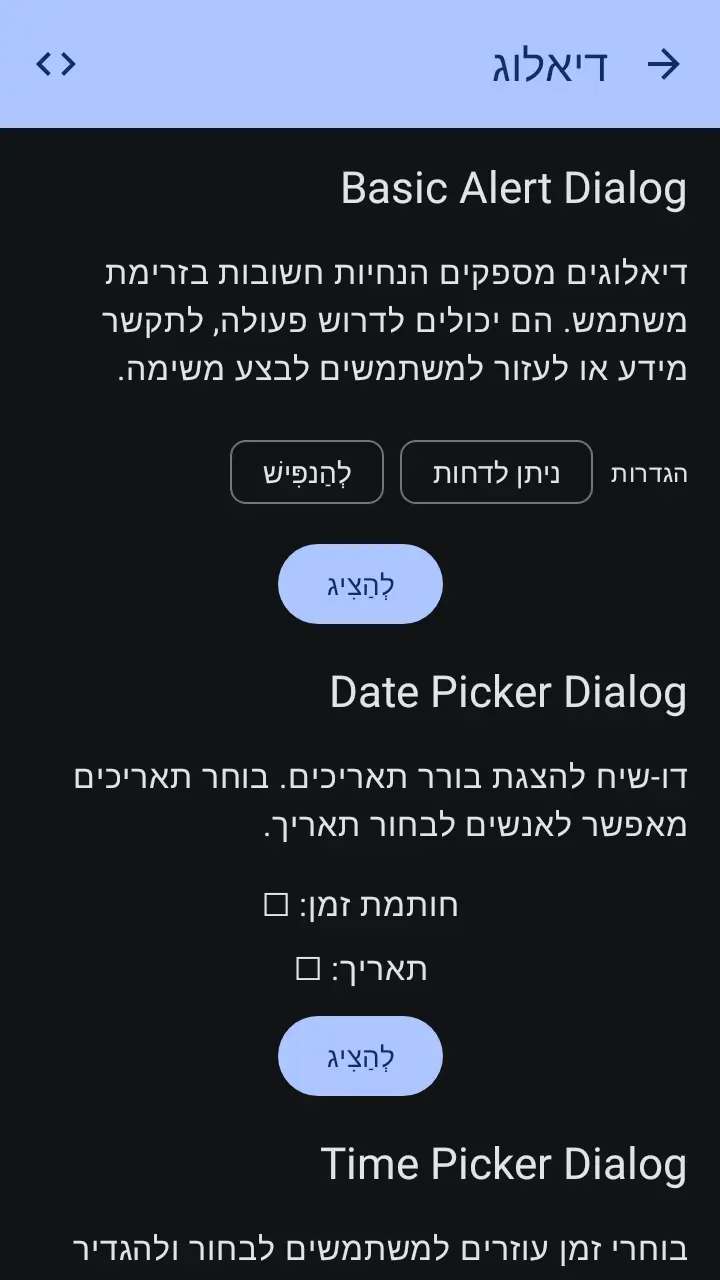 דיאלוג
Basic Alert Dialog
דיאלוגים מספקים הנחיות חשובות בזרימת
משתמש. הם יכולים לדרוש פעולה, לתקשר
מידע או לעזור למשתמשים לבצע משימה.
הגדרות ניתן לדחות לְהַנפִּישׁ
לְהַצִיג
Date Picker Dialog
דו-שיח להצגת בורר תאריכים. בוחר תאריכים
מאפשר לאנשים לבחור תאריך.
חותמת זמן: ☐
תאריך: ☐
לְהַצִיג
Time Picker Dialog
בוחרי זמן עוזרים למשתמשים לבחור ולהגדיר